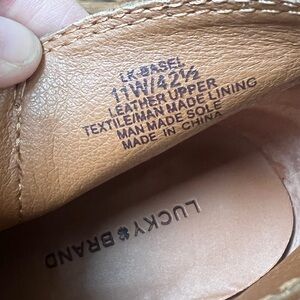 LK-BASEL
11W/42½
LEATHER UPPER
TEXTILE/MAN MADE LINING
MAN MADE SOLE
MADE IN CHINA
LUCKY BRAND